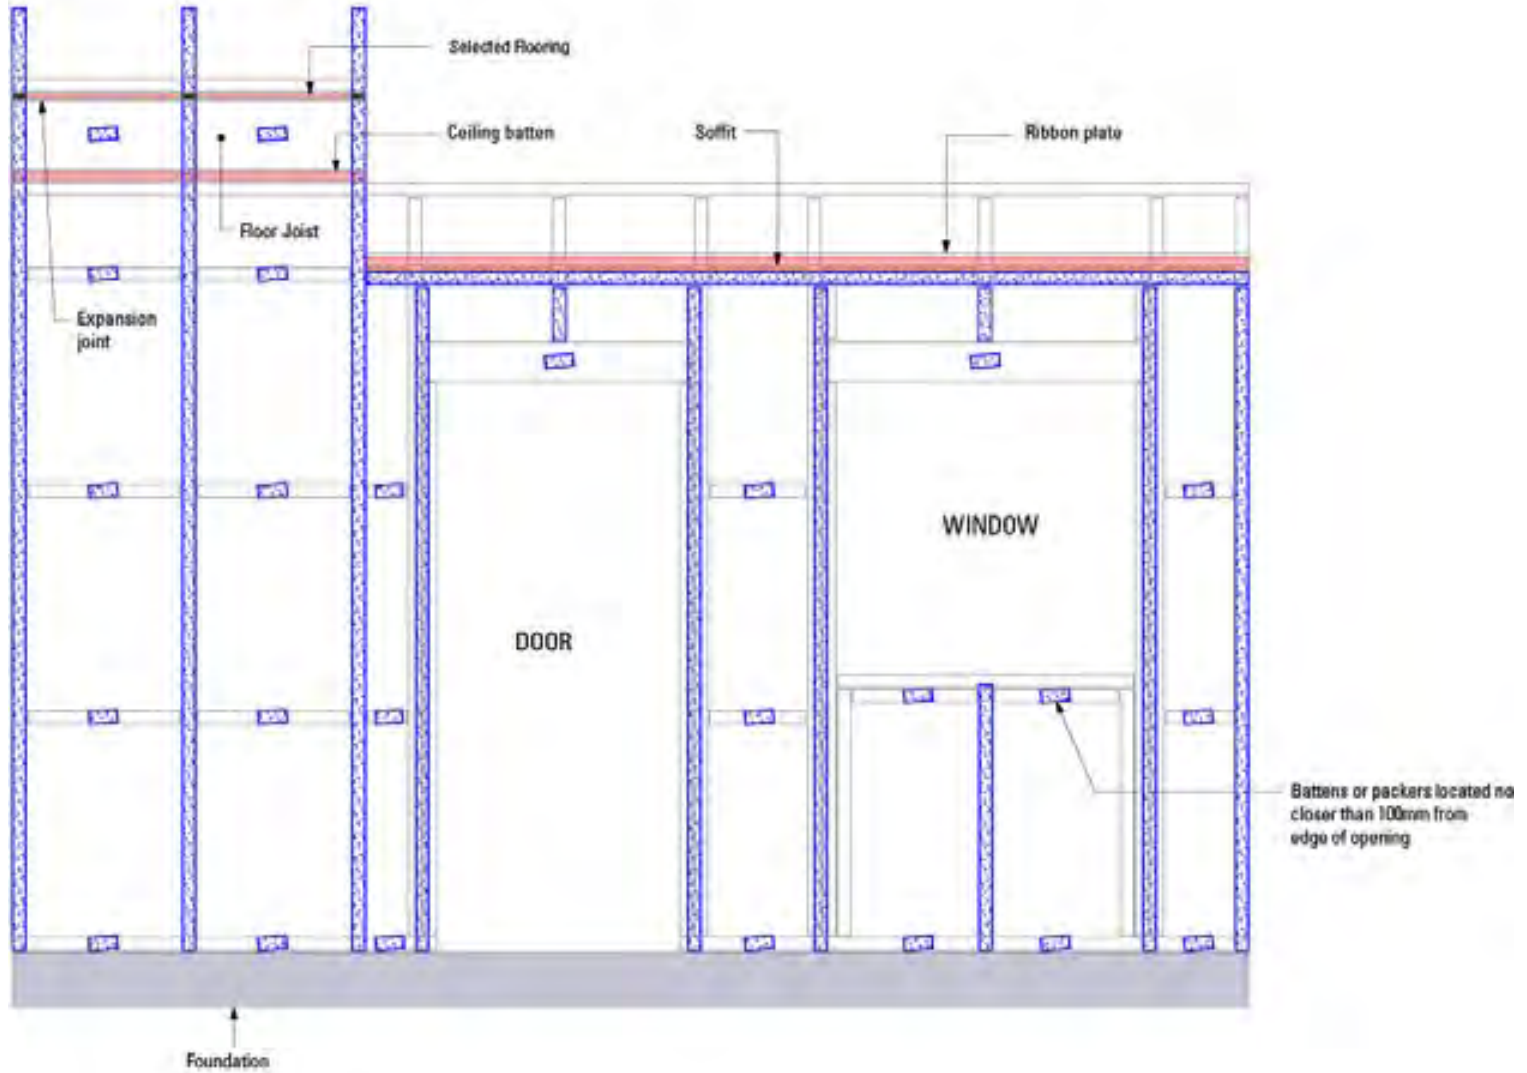 Selected flooring
Ceiling batten
Soffit
Ribbon plate
Floor Joist
Expansion
joint
WINDOW
DOOR
Battens or packers located no
closer than 100mm from
edge of opening
Foundation